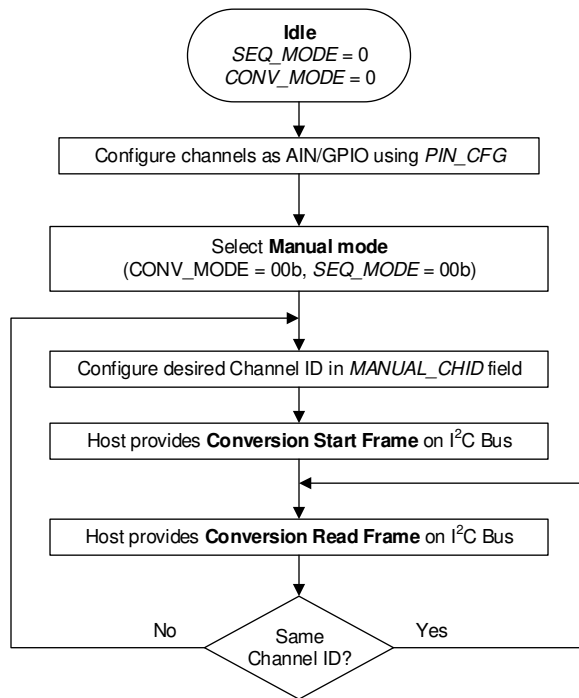 Idle
SEQ_MODE = 0
CONV_MODE = 0
Configure channels as AIN/GPIO using PIN_CFG
Select Manual mode
(CONV_MODE = 00b, SEQ_MODE = 00b)
Configure desired Channel ID in MANUAL_CHID field
Host provides Conversion Start Frame on I²C Bus
Host provides Conversion Read Frame on I²C Bus
No
Yes
Same
Channel ID?